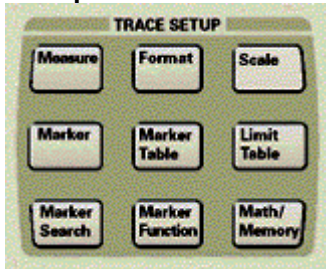 TRACE SETUP
Measure Format Scale
Marker Marker Table Limit Table
Marker Search Marker Function Math/ Memory